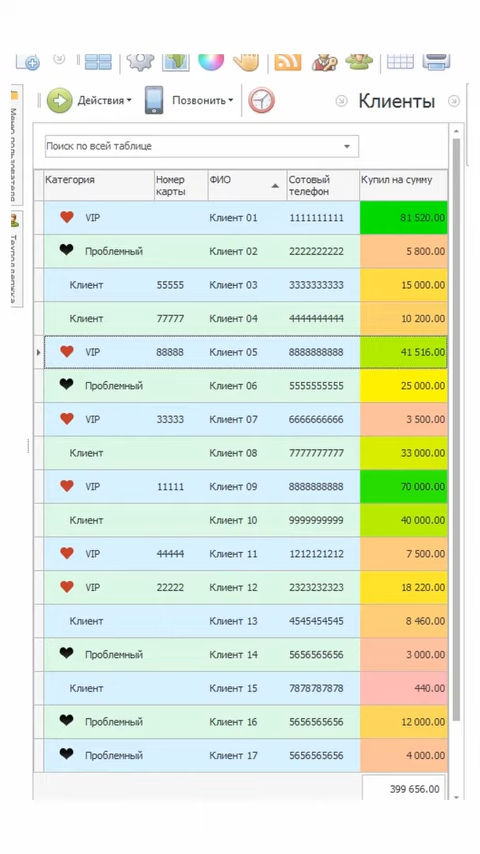 Действия
Позвонить
Клиенты
Меню пользователя
Техподдержка
Поиск по всей таблице
Категория Номер карты ФИО Сотовый телефон Купил на сумму
VIP Клиент 01 1111111111 81 520.00
Проблемный Клиент 02 2222222222 5 800.00
Клиент 55555 Клиент 03 3333333333 15 000.00
Клиент 77777 Клиент 04 4444444444 10 200.00
VIP 88888 Клиент 05 8888888888 41 516.00
Проблемный Клиент 06 5555555555 25 000.00
VIP 33333 Клиент 07 6666666666 3 500.00
Клиент Клиент 08 7777777777 33 000.00
VIP 11111 Клиент 09 8888888888 70 000.00
Клиент Клиент 10 9999999999 40 000.00
VIP 44444 Клиент 11 1212121212 7 500.00
VIP 22222 Клиент 12 2323232323 18 220.00
Клиент Клиент 13 4545454545 8 460.00
Проблемный Клиент 14 5656565656 3 000.00
Клиент Клиент 15 7878787878 440.00
Проблемный Клиент 16 5656565656 12 000.00
Проблемный Клиент 17 5656565656 4 000.00
399 656.00